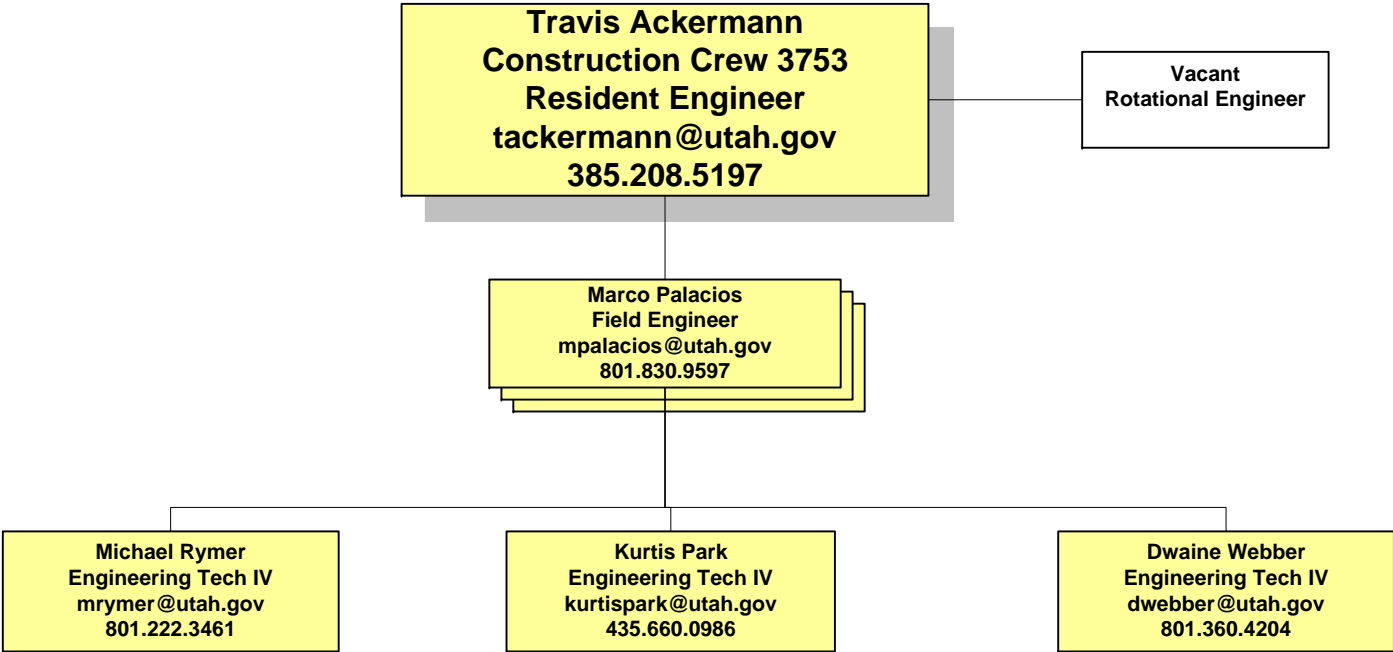 Travis Ackermann
Construction Crew 3753
Resident Engineer
tackermann@utah.gov
385.208.5197
Vacant
Rotational Engineer
Marco Palacios
Field Engineer
mpalacios@utah.gov
801.830.9597
Michael Rymer
Engineering Tech IV
mrymer@utah.gov
801.222.3461
Kurtis Park
Engineering Tech IV
kurtispark@utah.gov
435.660.0986
Dwaine Webber
Engineering Tech IV
dwebber@utah.gov
801.360.4204